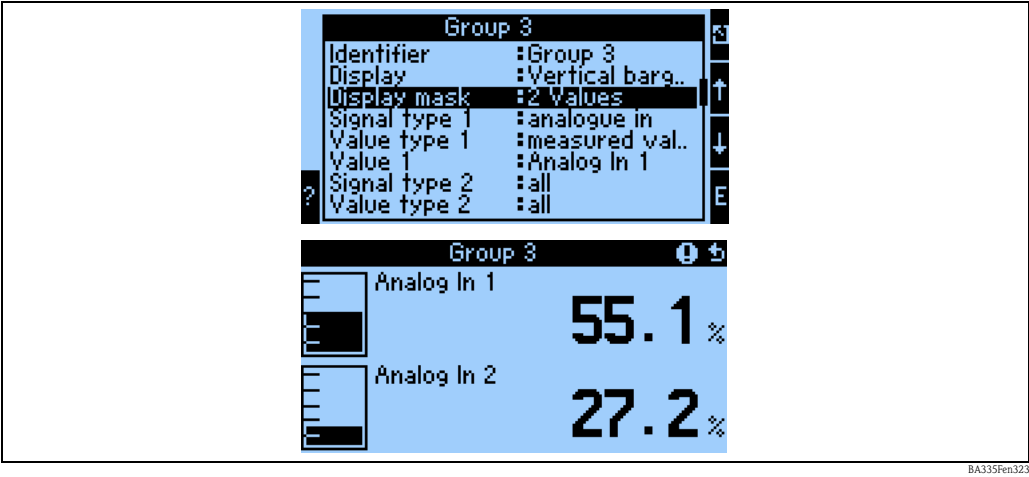 Group 3
Identifier :Group 3
Display :Vertical barg..
Display mask :2 Values
Signal type 1 :analogue in
Value type 1 :measured val..
Value 1 :Analog In 1
Signal type 2 :all
Value type 2 :all
? E
Group 3
Analog In 1
55.1 %
Analog In 2
27.2 %
BA335Fen323